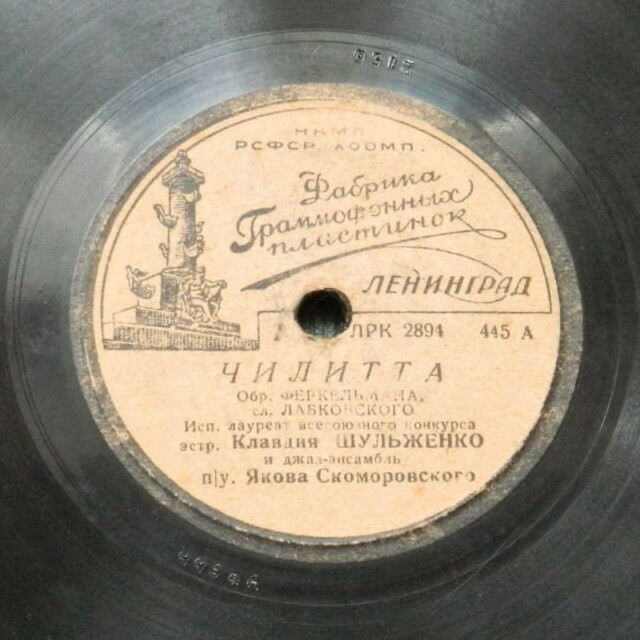 НКМП
РСФСР ЛООМП.
Фабрика
Граммофонных
пластинок
ЛЕНИНГРАД
ЛРК 2894 445 А
ЧИЛИТТА
Обр. ФЕРКЕЛЬМАНА,
сл. ЛАБКОВСКОГО
Исп. лауреат всесоюзного конкурса
эстр. Клавдия ШУЛЬЖЕНКО
и джаз-ансамбль
п/у. Якова Скоморовского